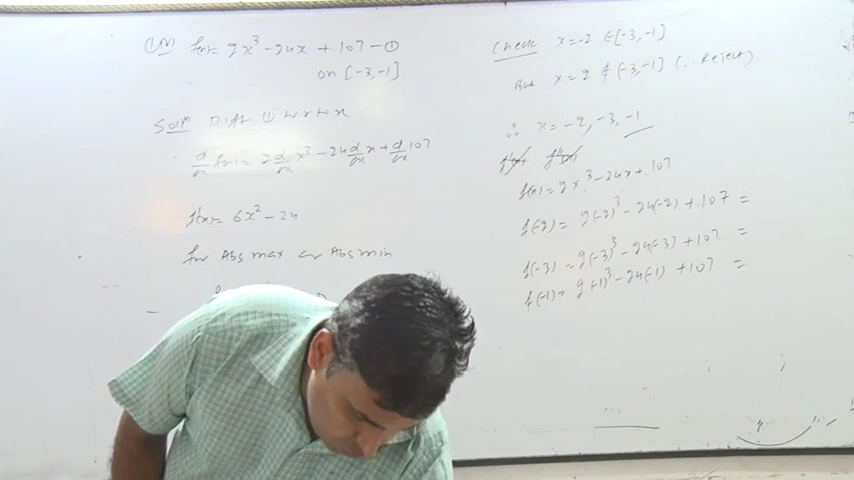 f(x) = 2x³ - 24x + 107 - ①
on [-3, -1]
Soln Diff ① w r to x
d/dx f(x) = 2 d/dx x³ - 24 d/dx x + d/dx 107
f'(x) = 6x² - 24
for Abs max or Abs min
Check x = -2 ∈ [-3, -1]
But x = 2 ∉ [-3, -1] (∴ Reject)
∴ x = -2, -3, -1
f(x) = 2x³ - 24x + 107
f(-2) = 2(-2)³ - 24(-2) + 107 =
f(-3) = 2(-3)³ - 24(-3) + 107 =
f(-1) = 2(-1)³ - 24(-1) + 107 =